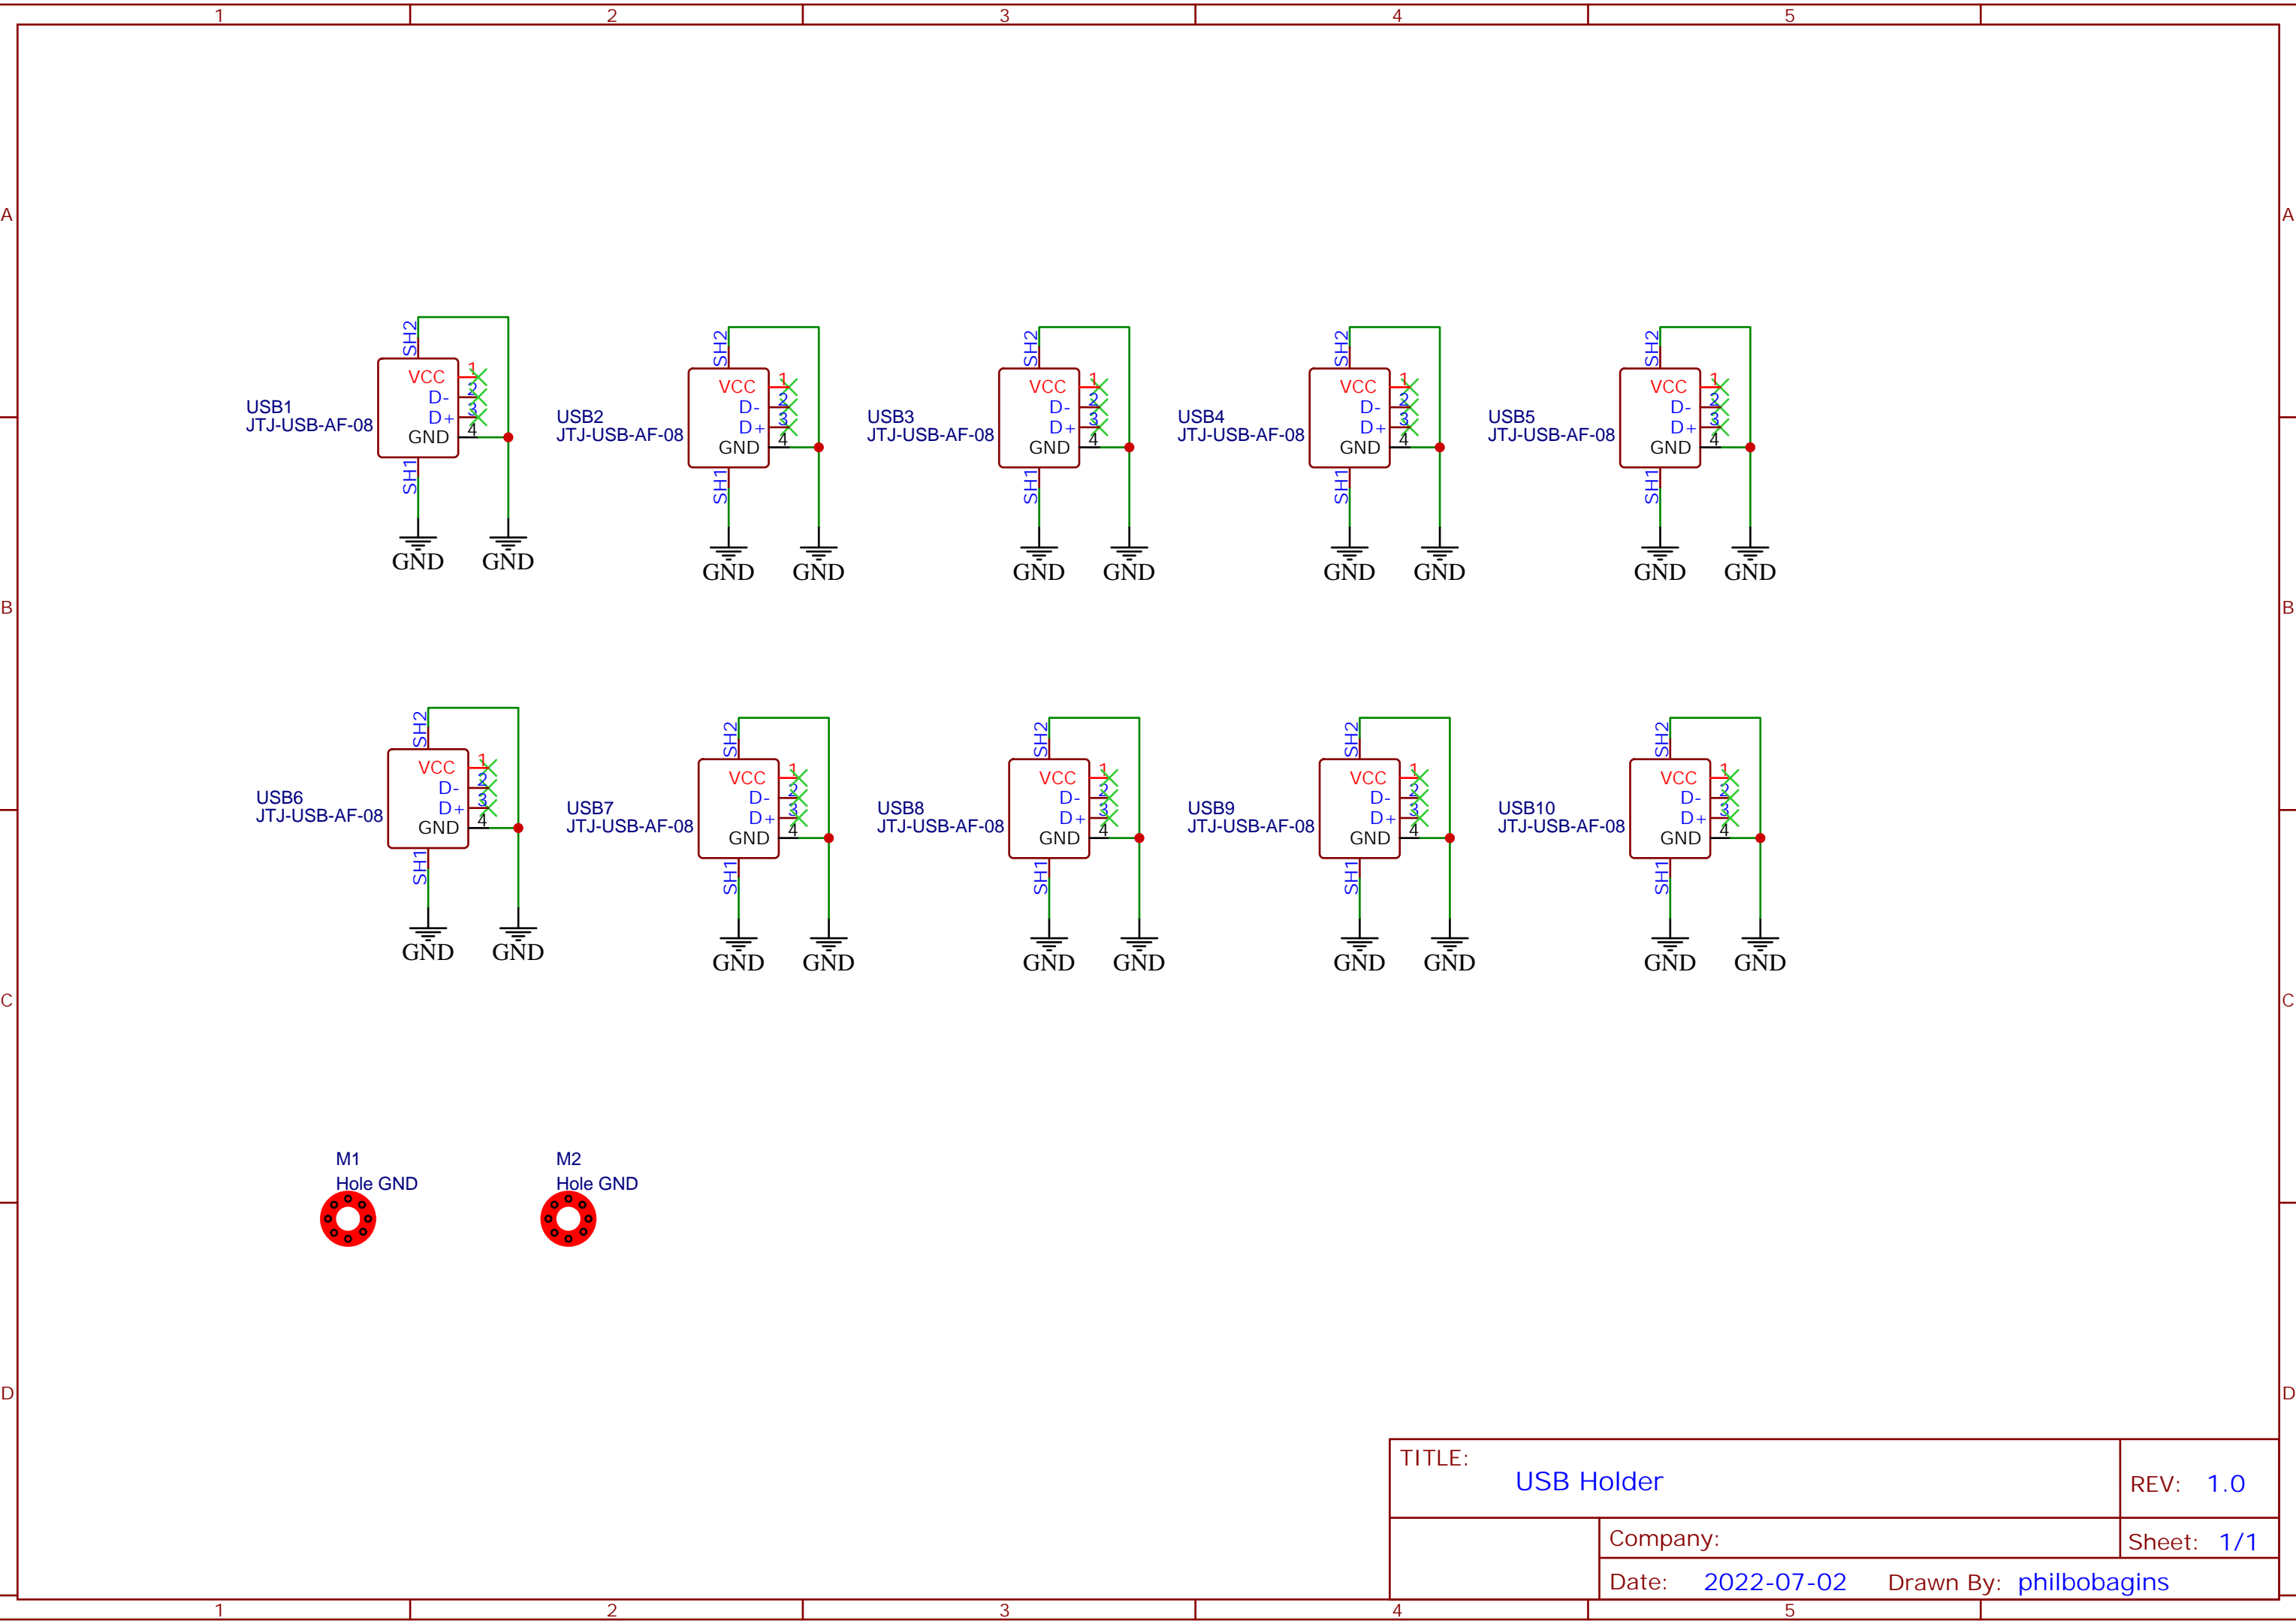 1 2 3 4 5
A A
SH2
VCC 1
D- 2
D+ 3
GND 4
SH1
USB1
JTJ-USB-AF-08
GND GND
SH2
VCC 1
D- 2
D+ 3
GND 4
SH1
USB2
JTJ-USB-AF-08
GND GND
SH2
VCC 1
D- 2
D+ 3
GND 4
SH1
USB3
JTJ-USB-AF-08
GND GND
SH2
VCC 1
D- 2
D+ 3
GND 4
SH1
USB4
JTJ-USB-AF-08
GND GND
SH2
VCC 1
D- 2
D+ 3
GND 4
SH1
USB5
JTJ-USB-AF-08
GND GND
B B
SH2
VCC 1
D- 2
D+ 3
GND 4
SH1
USB6
JTJ-USB-AF-08
GND GND
SH2
VCC 1
D- 2
D+ 3
GND 4
SH1
USB7
JTJ-USB-AF-08
GND GND
SH2
VCC 1
D- 2
D+ 3
GND 4
SH1
USB8
JTJ-USB-AF-08
GND GND
SH2
VCC 1
D- 2
D+ 3
GND 4
SH1
USB9
JTJ-USB-AF-08
GND GND
SH2
VCC 1
D- 2
D+ 3
GND 4
SH1
USB10
JTJ-USB-AF-08
GND GND
C C
M1
Hole GND
M2
Hole GND
D D
TITLE:
USB Holder
REV: 1.0
Company:
Sheet: 1/1
Date: 2022-07-02 Drawn By: philbobagins
1 2 3 4 5